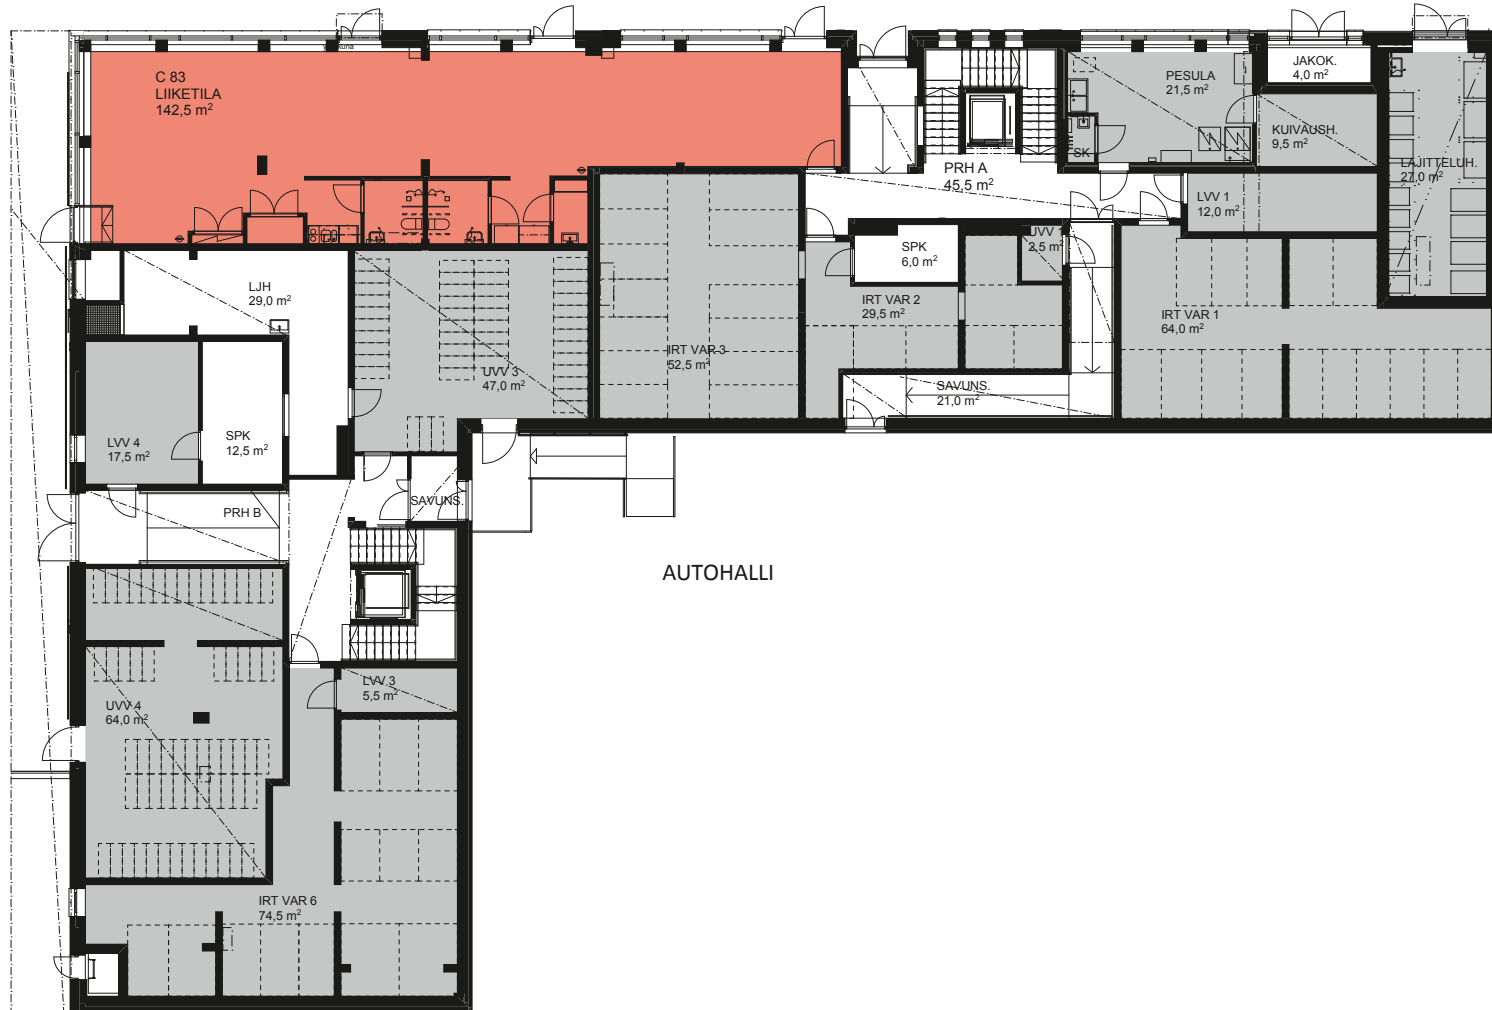 C 83
LIIKETILA
142,5 m²
JAKOK.
4,0 m²
PESULA
21,5 m²
KUIVAUSH.
9,5 m²
LAJITTELUH.
27,0 m²
SK
PRH A
45,5 m²
LVV 1
12,0 m²
UVV 1
2,5 m²
SPK
6,0 m²
LJH
29,0 m²
IRT VAR 2
29,5 m²
IRT VAR 1
64,0 m²
IRT VAR 3
52,5 m²
UVV 3
47,0 m²
SAVUNS.
21,0 m²
LVV 4
17,5 m²
SPK
12,5 m²
SAVUNS.
PRH B
AUTOHALLI
LVV 3
5,5 m²
UVV 4
64,0 m²
IRT VAR 6
74,5 m²